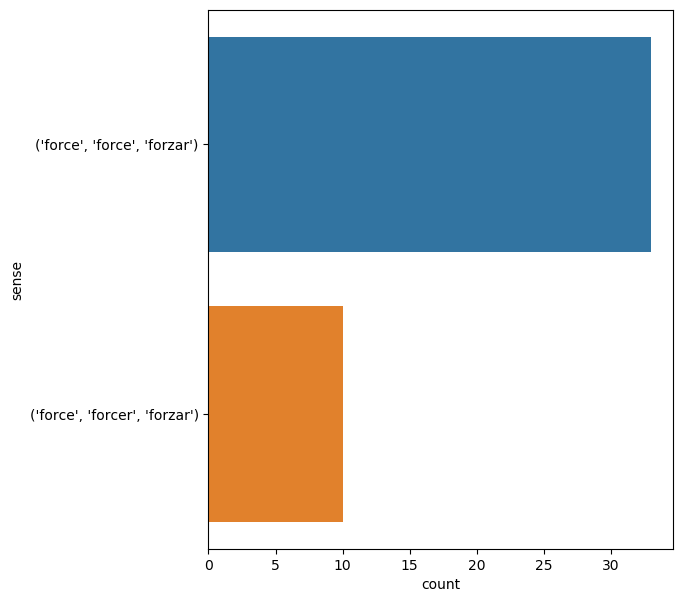 ('force', 'force', 'forzar')
sense
('force', 'forcer', 'forzar')
0 5 10 15 20 25 30
count